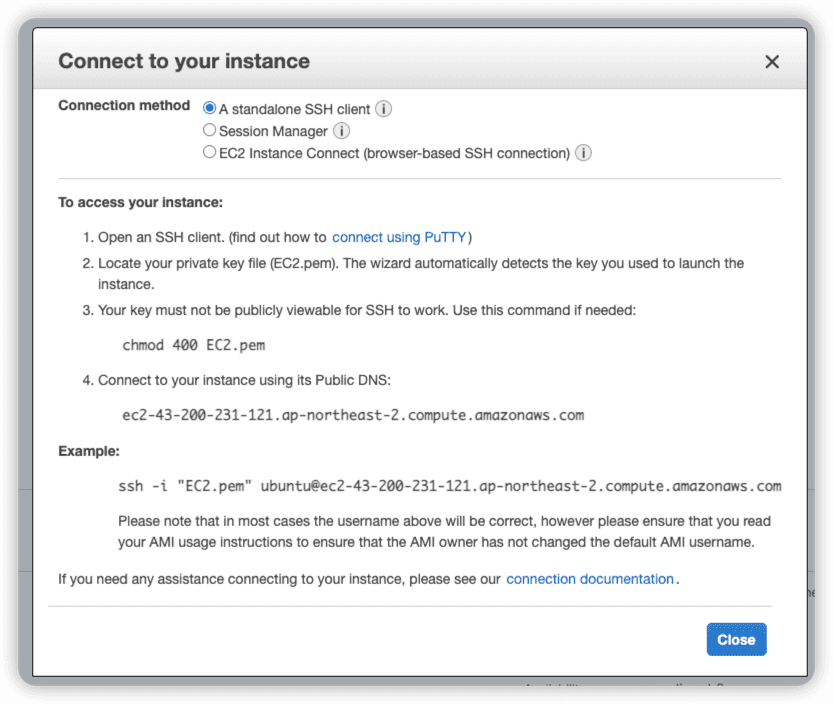 Connect to your instance
Connection method
A standalone SSH client
Session Manager
EC2 Instance Connect (browser-based SSH connection)
To access your instance:
1. Open an SSH client. (find out how to connect using PuTTY)
2. Locate your private key file (EC2.pem). The wizard automatically detects the key you used to launch the
instance.
3. Your key must not be publicly viewable for SSH to work. Use this command if needed:
chmod 400 EC2.pem
4. Connect to your instance using its Public DNS:
ec2-43-200-231-121.ap-northeast-2.compute.amazonaws.com
Example:
ssh -i "EC2.pem" ubuntu@ec2-43-200-231-121.ap-northeast-2.compute.amazonaws.com
Please note that in most cases the username above will be correct, however please ensure that you read
your AMI usage instructions to ensure that the AMI owner has not changed the default AMI username.
If you need any assistance connecting to your instance, please see our connection documentation.
Close